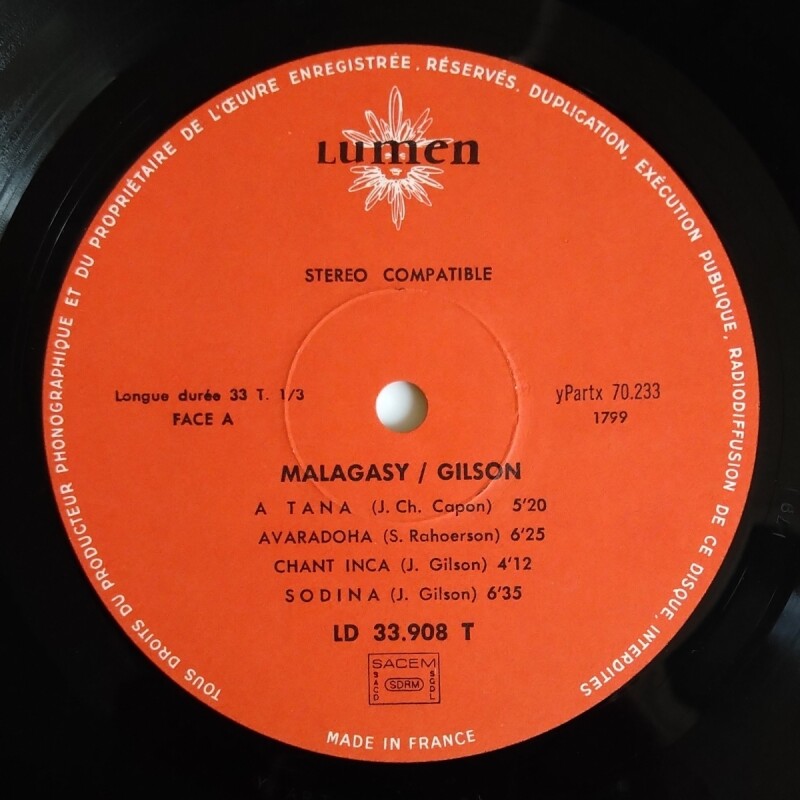 TOUS DROITS DU PRODUCTEUR PHONOGRAPHIQUE ET DU PROPRIÉTAIRE DE L'ŒUVRE ENREGISTRÉE, RÉSERVÉS. DUPLICATION, EXÉCUTION PUBLIQUE, RADIODIFFUSION DE CE DISQUE, INTERDITES
Lumen
STEREO COMPATIBLE
Longue durée 33 T. 1/3
FACE A
yPartx 70.233
1799
MALAGASY / GILSON
A TANA (J. Ch. Capon) 5'20
AVARADOHA (S. Rahoerson) 6'25
CHANT INCA (J. Gilson) 4'12
SODINA (J. Gilson) 6'35
LD 33.908 T
SACEM
SACD SDRM SGDL
MADE IN FRANCE